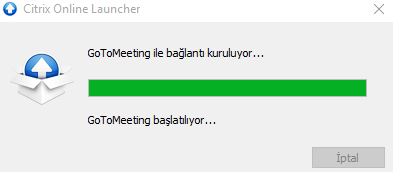 Citrix Online Launcher
GoToMeeting ile bağlantı kuruluyor...
GoToMeeting başlatılıyor...
İptal